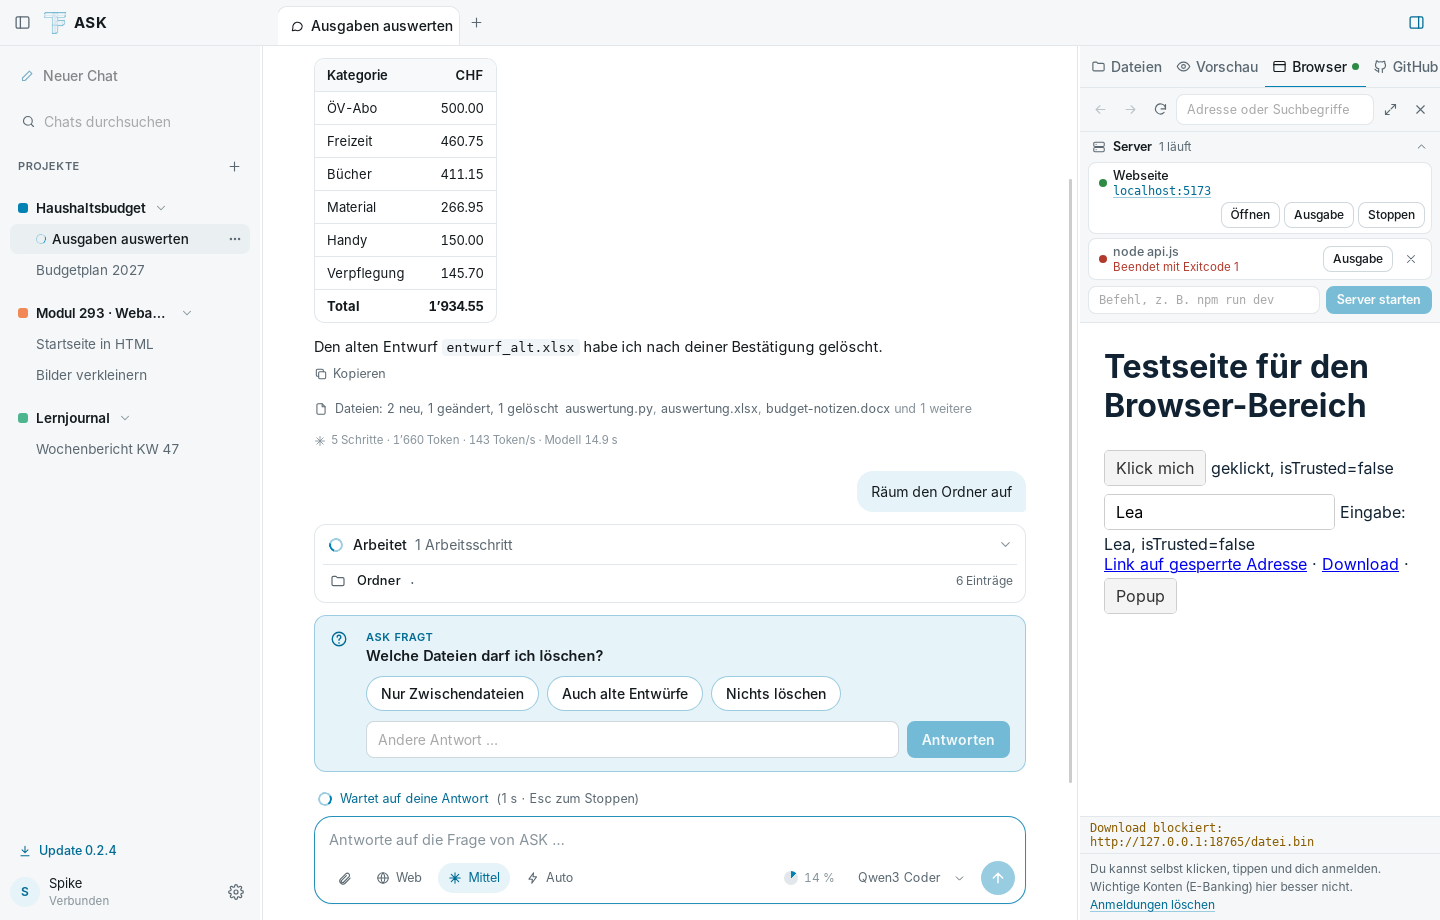 ASK
Ausgaben auswerten
Neuer Chat
Chats durchsuchen
PROJEKTE
Haushaltsbudget
Ausgaben auswerten
Budgetplan 2027
Modul 293 · Weba...
Startseite in HTML
Bilder verkleinern
Lernjournal
Wochenbericht KW 47
Update 0.2.4
S
Spike
Verbunden
Kategorie CHF
ÖV-Abo 500.00
Freizeit 460.75
Bücher 411.15
Material 266.95
Handy 150.00
Verpflegung 145.70
Total 1’934.55
Den alten Entwurf entwurf_alt.xlsx habe ich nach deiner Bestätigung gelöscht.
Kopieren
Dateien: 2 neu, 1 geändert, 1 gelöscht auswertung.py, auswertung.xlsx, budget-notizen.docx und 1 weitere
5 Schritte · 1’660 Token · 143 Token/s · Modell 14.9 s
Räum den Ordner auf
Arbeitet 1 Arbeitsschritt
Ordner . 6 Einträge
ASK FRAGT
Welche Dateien darf ich löschen?
Nur Zwischendateien Auch alte Entwürfe Nichts löschen
Andere Antwort ... Antworten
Wartet auf deine Antwort (1 s · Esc zum Stoppen)
Antworte auf die Frage von ASK ...
Web Mittel Auto 14 % Qwen3 Coder
Dateien Vorschau Browser GitHub
Adresse oder Suchbegriffe
Server 1 läuft
Webseite
localhost:5173
Öffnen Ausgabe Stoppen
node api.js
Beendet mit Exitcode 1
Ausgabe
Befehl, z. B. npm run dev Server starten
Testseite für den
Browser-Bereich
Klick mich geklickt, isTrusted=false
Lea Eingabe:
Lea, isTrusted=false
Link auf gesperrte Adresse · Download ·
Popup
Download blockiert:
http://127.0.0.1:18765/datei.bin
Du kannst selbst klicken, tippen und dich anmelden.
Wichtige Konten (E-Banking) hier besser nicht.
Anmeldungen löschen